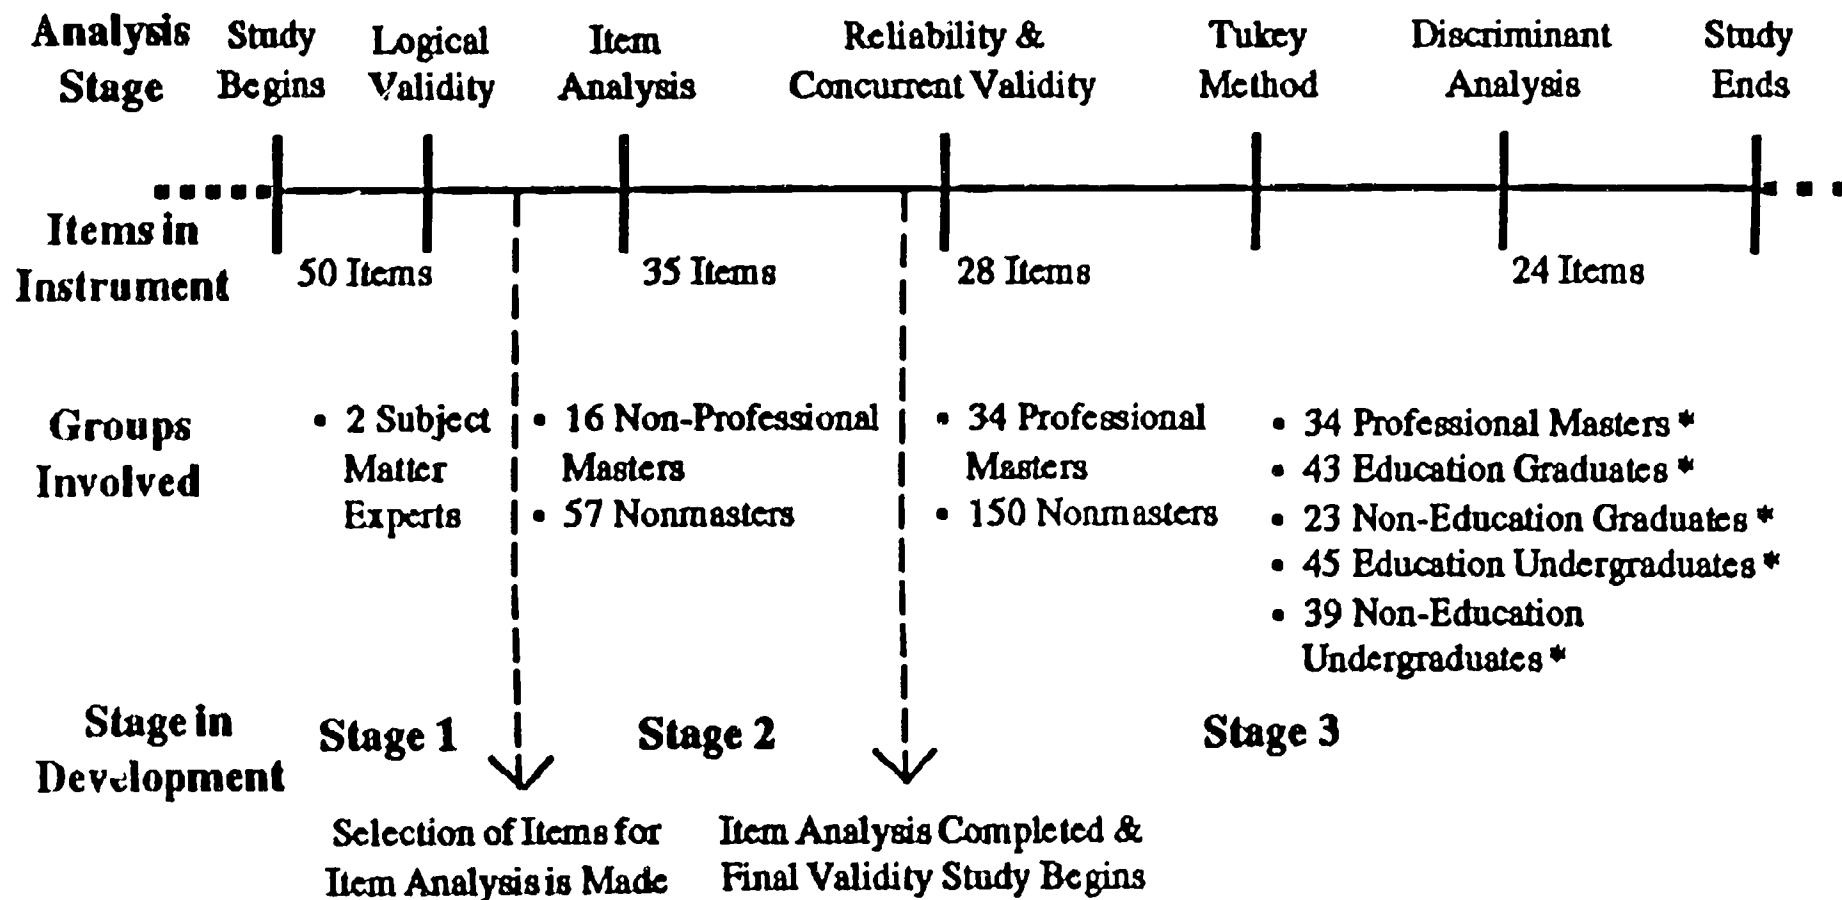 Analysis Stage
Study Begins
Logical Validity
Item Analysis
Reliability & Concurrent Validity
Tukey Method
Discriminant Analysis
Study Ends
Items in Instrument
50 Items
35 Items
28 Items
24 Items
Groups Involved
• 2 Subject
Matter
Experts
• 16 Non-Professional
Masters
• 57 Nonmasters
• 34 Professional
Masters
• 150 Nonmasters
• 34 Professional Masters *
• 43 Education Graduates *
• 23 Non-Education Graduates *
• 45 Education Undergraduates *
• 39 Non-Education
Undergraduates *
Stage in Development
Stage 1
Stage 2
Stage 3
Selection of Items for
Item Analysis is Made
Item Analysis Completed &
Final Validity Study Begins